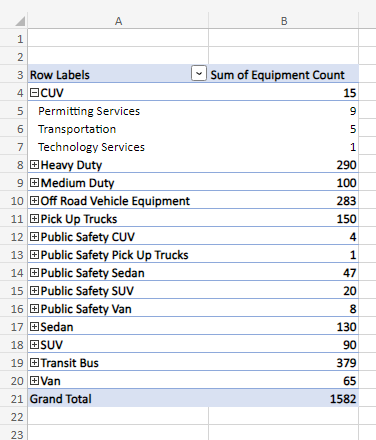 A B
1
2
3 Row Labels Sum of Equipment Count
4 CUV 15
5 Permitting Services 9
6 Transportation 5
7 Technology Services 1
8 Heavy Duty 290
9 Medium Duty 100
10 Off Road Vehicle Equipment 283
11 Pick Up Trucks 150
12 Public Safety CUV 4
13 Public Safety Pick Up Trucks 1
14 Public Safety Sedan 47
15 Public Safety SUV 20
16 Public Safety Van 8
17 Sedan 130
18 SUV 90
19 Transit Bus 379
20 Van 65
21 Grand Total 1582
22
23